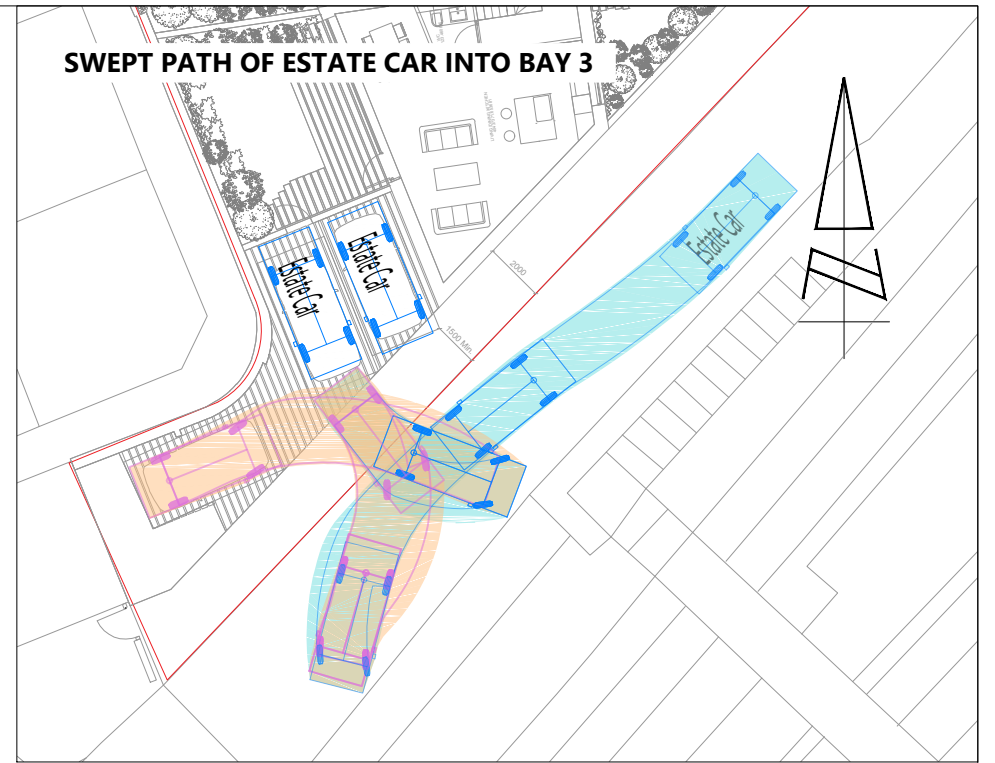 SWEPT PATH OF ESTATE CAR INTO BAY 3
Estate Car
Estate Car
Estate Car
2000
1500 Min.
N